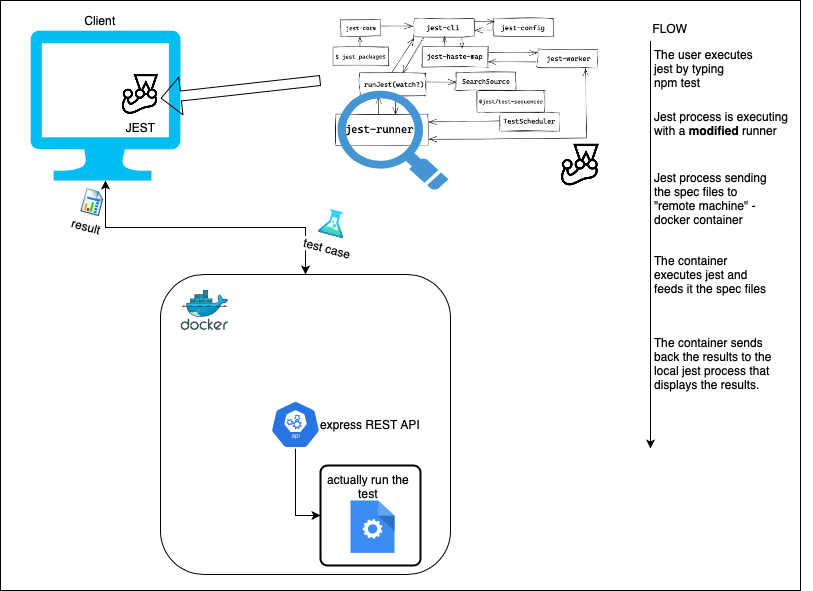 Client
JEST
result
test case
jest-core
$ jest packages
jest-cli
jest-config
jest-haste-map
jest-worker
runJest(watch?)
SearchSource
@jest/test-sequencer
TestScheduler
jest-runner
docker
api
express REST API
actually run the
test
FLOW
The user executes
jest by typing
npm test
Jest process is executing
with a modified runner
Jest process sending
the spec files to
"remote machine" -
docker container
The container
executes jest and
feeds it the spec files
The container sends
back the results to the
local jest process that
displays the results.